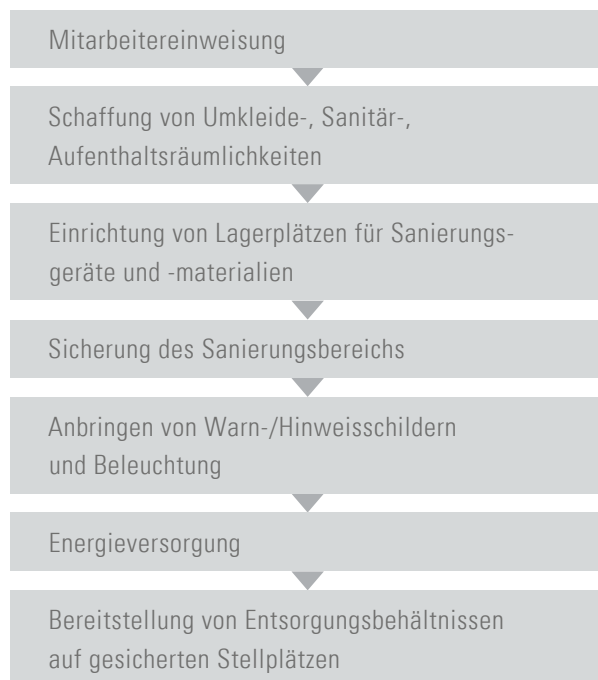 Mitarbeitereinweisung
Schaffung von Umkleide-, Sanitär-,
Aufenthaltsräumlichkeiten
Einrichtung von Lagerplätzen für Sanierungs-
geräte und -materialien
Sicherung des Sanierungsbereichs
Anbringen von Warn-/Hinweisschildern
und Beleuchtung
Energieversorgung
Bereitstellung von Entsorgungsbehältnissen
auf gesicherten Stellplätzen